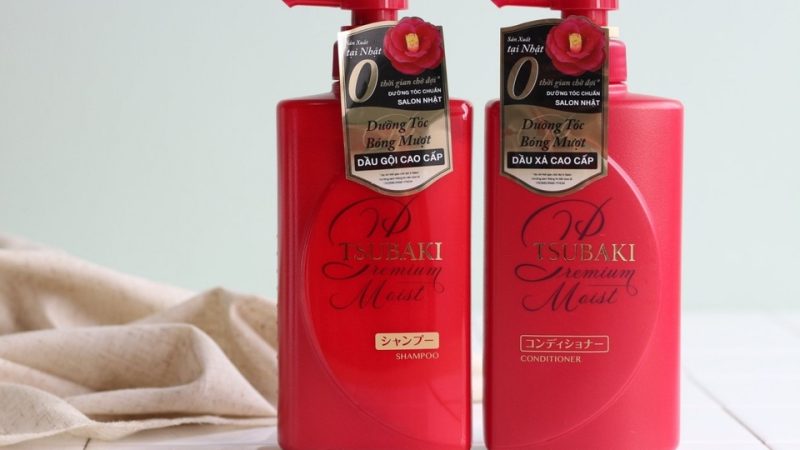 Sản Xuất
tại Nhật
0 thời gian chờ đợi*
DƯỠNG TÓC CHUẨN
SALON NHẬT
Dưỡng Tóc
Bóng Mượt
DẦU GỘI CAO CẤP
P
TSUBAKI
Premium
Moist
シャンプー
SHAMPOO
Sản Xuất
tại Nhật
0 thời gian chờ đợi*
DƯỠNG TÓC CHUẨN
SALON NHẬT
Dưỡng Tóc
Bóng Mượt
DẦU XẢ CAO CẤP
P
TSUBAKI
Premium
Moist
コンディショナー
CONDITIONER